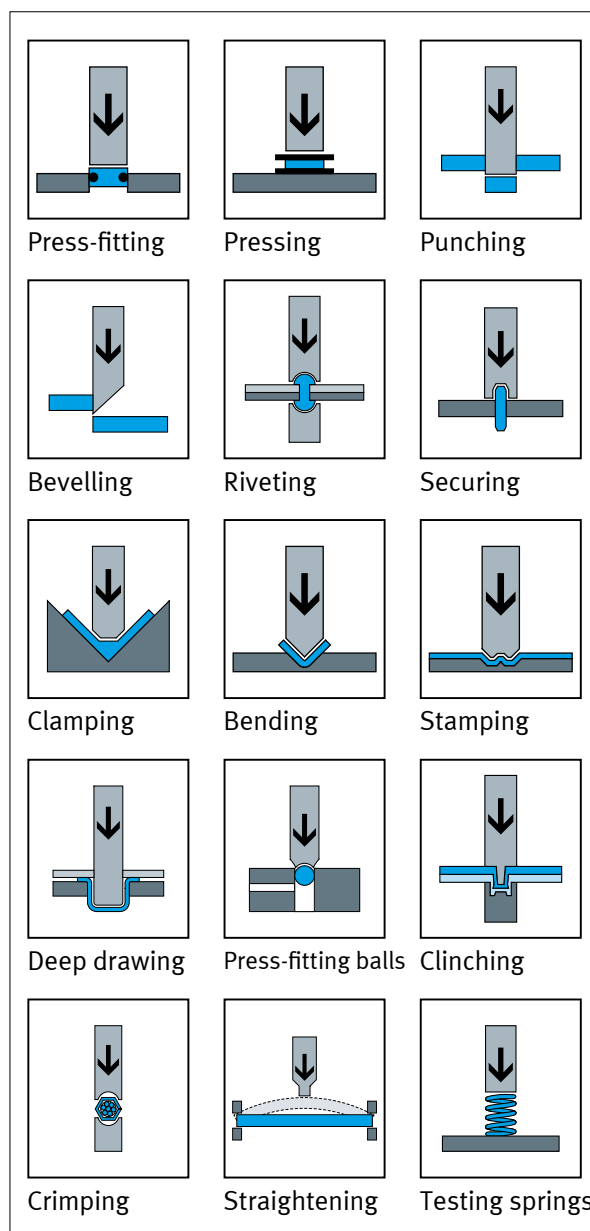 Press-fitting
Pressing
Punching
Bevelling
Riveting
Securing
Clamping
Bending
Stamping
Deep drawing
Press-fitting balls
Clinching
Crimping
Straightening
Testing springs